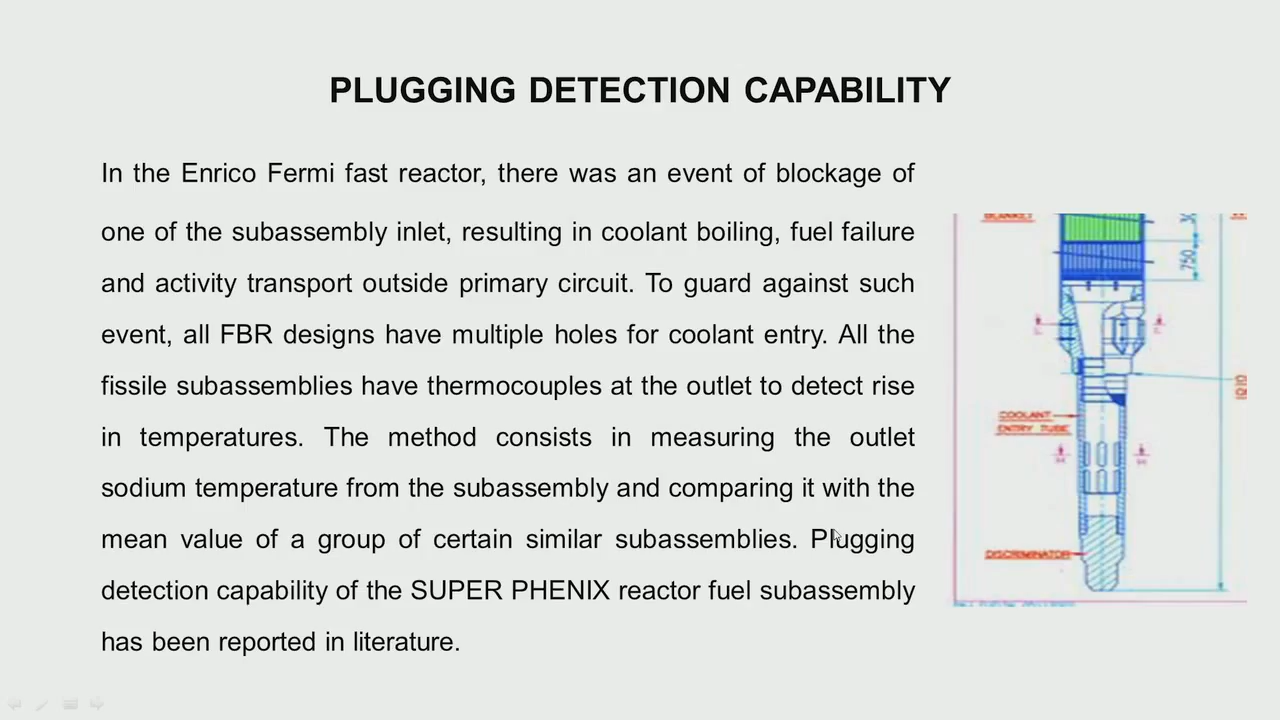 PLUGGING DETECTION CAPABILITY
In the Enrico Fermi fast reactor, there was an event of blockage of
one of the subassembly inlet, resulting in coolant boiling, fuel failure
and activity transport outside primary circuit. To guard against such
event, all FBR designs have multiple holes for coolant entry. All the
fissile subassemblies have thermocouples at the outlet to detect rise
in temperatures. The method consists in measuring the outlet
sodium temperature from the subassembly and comparing it with the
mean value of a group of certain similar subassemblies. Plugging
detection capability of the SUPER PHENIX reactor fuel subassembly
has been reported in literature.
BLANKET
750
COOLANT
ENTRY TUBE
DISCRIMINATOR